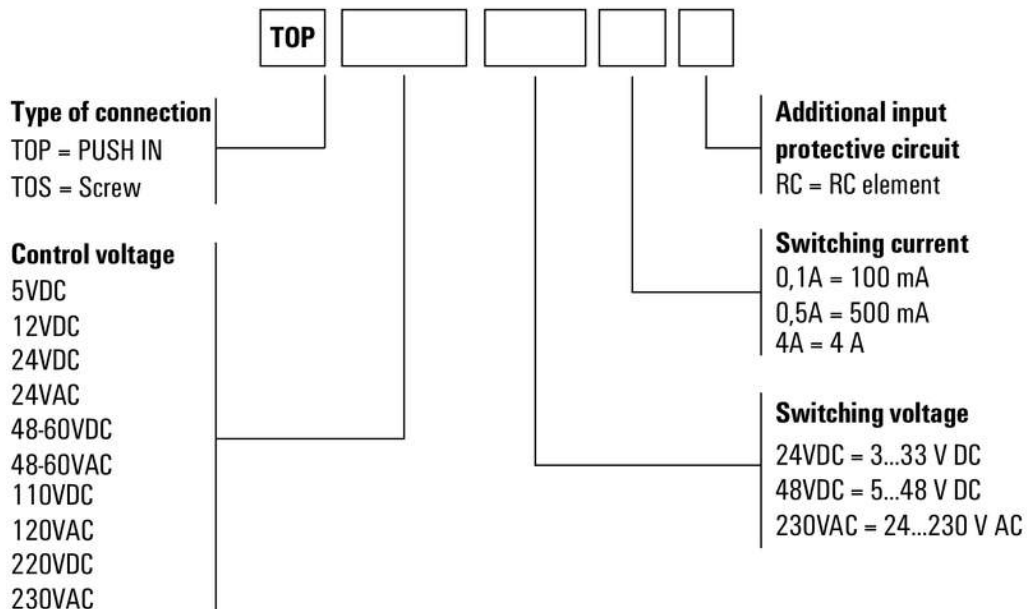 TOP
Type of connection
TOP = PUSH IN
TOS = Screw
Control voltage
5VDC
12VDC
24VDC
24VAC
48-60VDC
48-60VAC
110VDC
120VAC
220VDC
230VAC
Additional input
protective circuit
RC = RC element
Switching current
0,1A = 100 mA
0,5A = 500 mA
4A = 4 A
Switching voltage
24VDC = 3...33 V DC
48VDC = 5...48 V DC
230VAC = 24...230 V AC